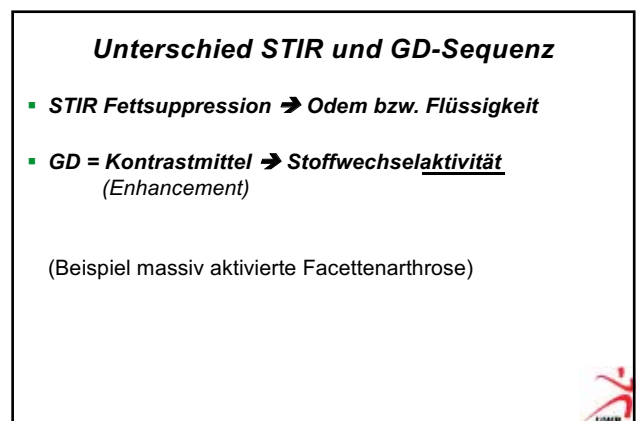 Unterschied STIR und GD-Sequenz
▪ STIR Fettsuppression ➔ Odem bzw. Flüssigkeit
▪ GD = Kontrastmittel ➔ Stoffwechselaktivität
(Enhancement)
(Beispiel massiv aktivierte Facettenarthrose)